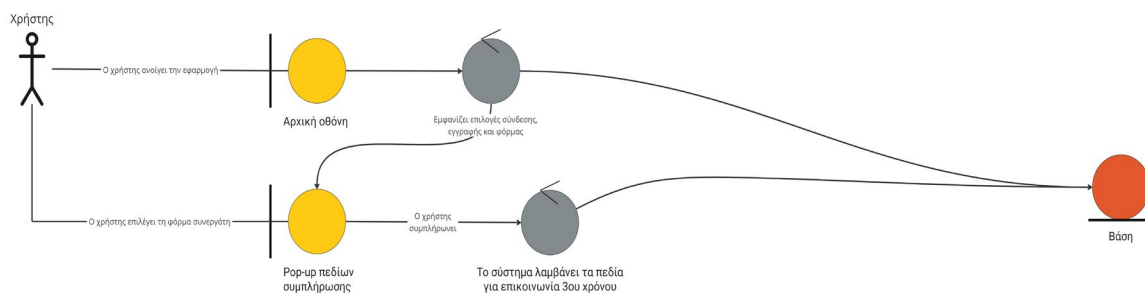 Χρήστης
Ο χρήστης ανοίγει την εφαρμογή
Αρχική οθόνη
Εμφανίζει επιλογές σύνδεσης,
εγγραφής και φόρμας
Ο χρήστης επιλέγει τη φόρμα συνεργάτη
Ο χρήστης
συμπλήρωνει
Pop-up πεδίων
συμπλήρωσης
Το σύστημα λαμβάνει τα πεδία
για επικοινωνία 3ου χρόνου
Βάση